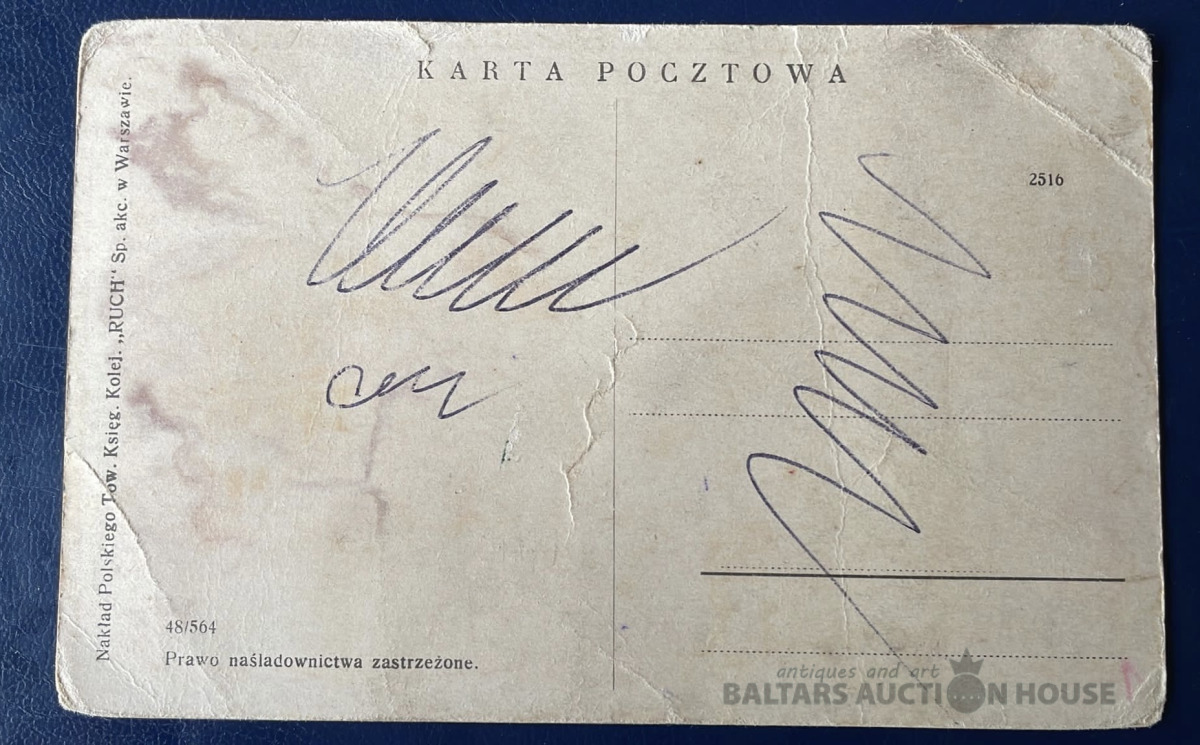 KARTA POCZTOWA
2516
Nakład Polskiego Tow. Księg. Kolej. „RUCH" Sp. akc. w Warszawie.
48/564
Prawo naśladownictwa zastrzeżone.
antiques and art
BALTARS AUCTION HOUSE